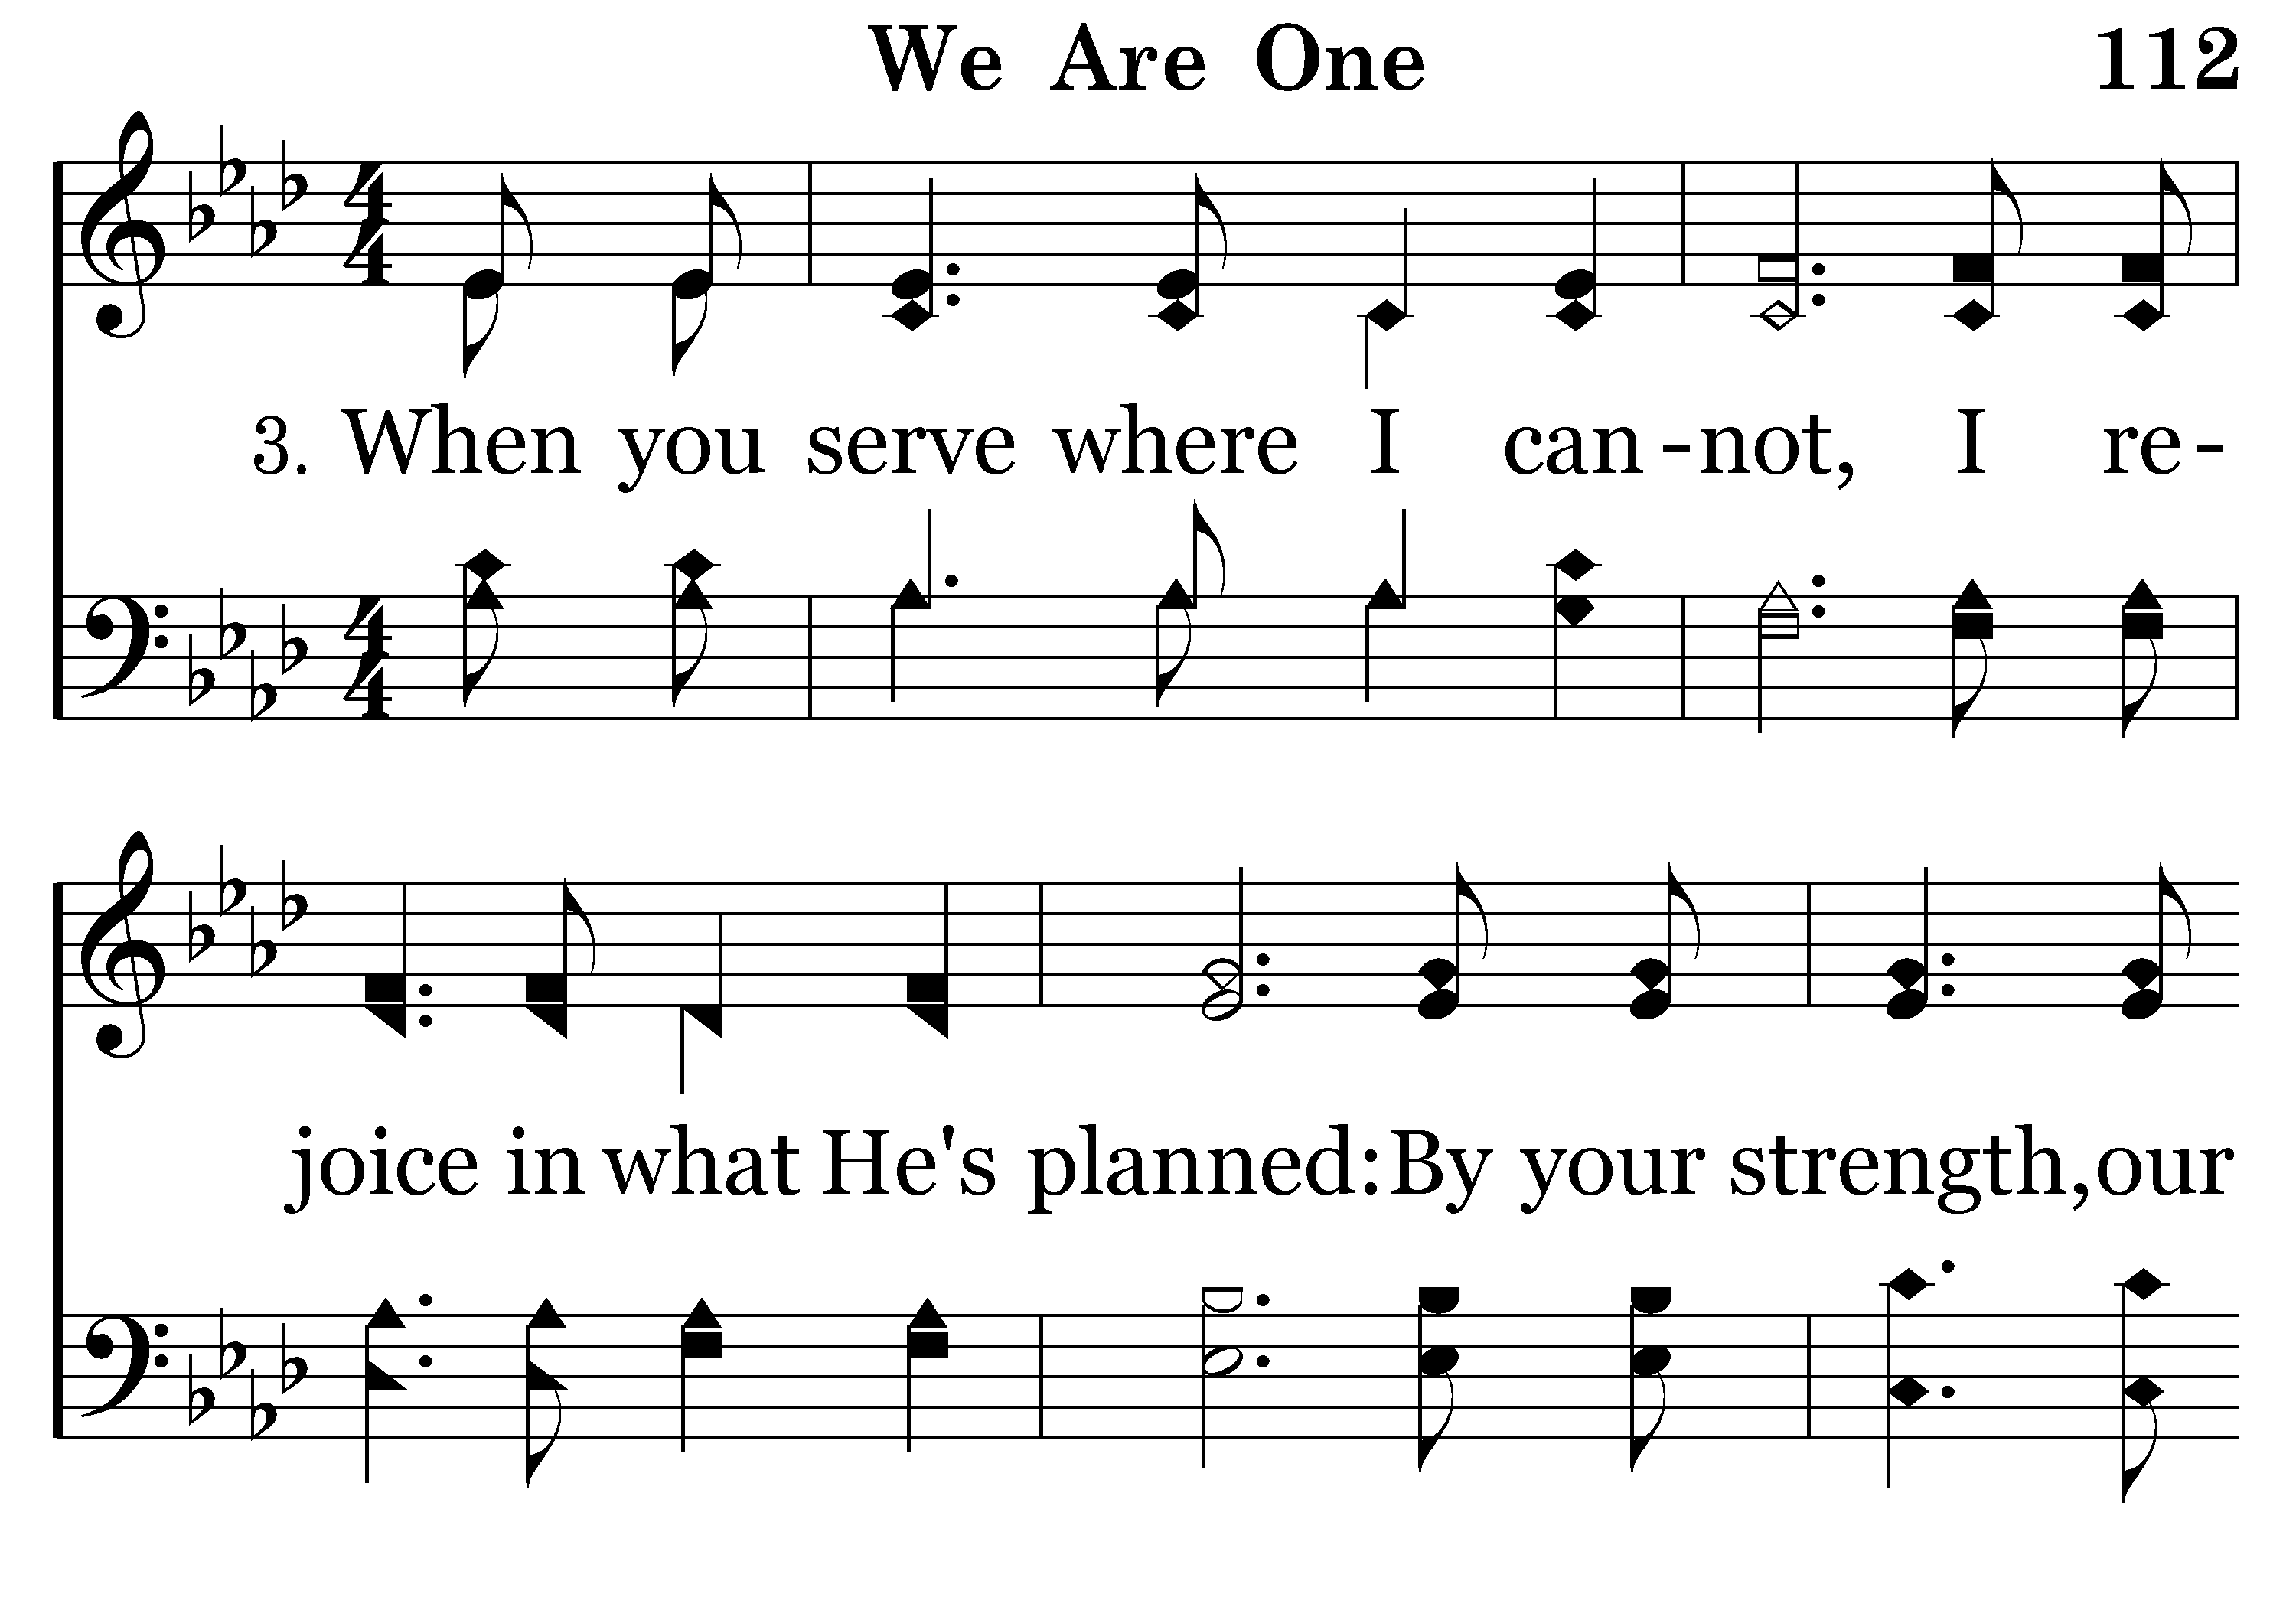 We Are One 112
3. When you serve where I can-not, I re-
joice in what He's planned: By your strength, our